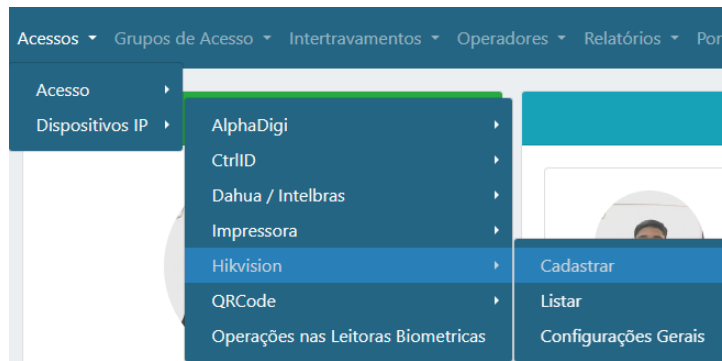 Acessos Grupos de Acesso Intertravamentos Operadores Relatórios Por
Acesso
Dispositivos IP
AlphaDigi
CtrlID
Dahua / Intelbras
Impressora
Hikvision
QRCode
Operações nas Leitoras Biometricas
Cadastrar
Listar
Configurações Gerais